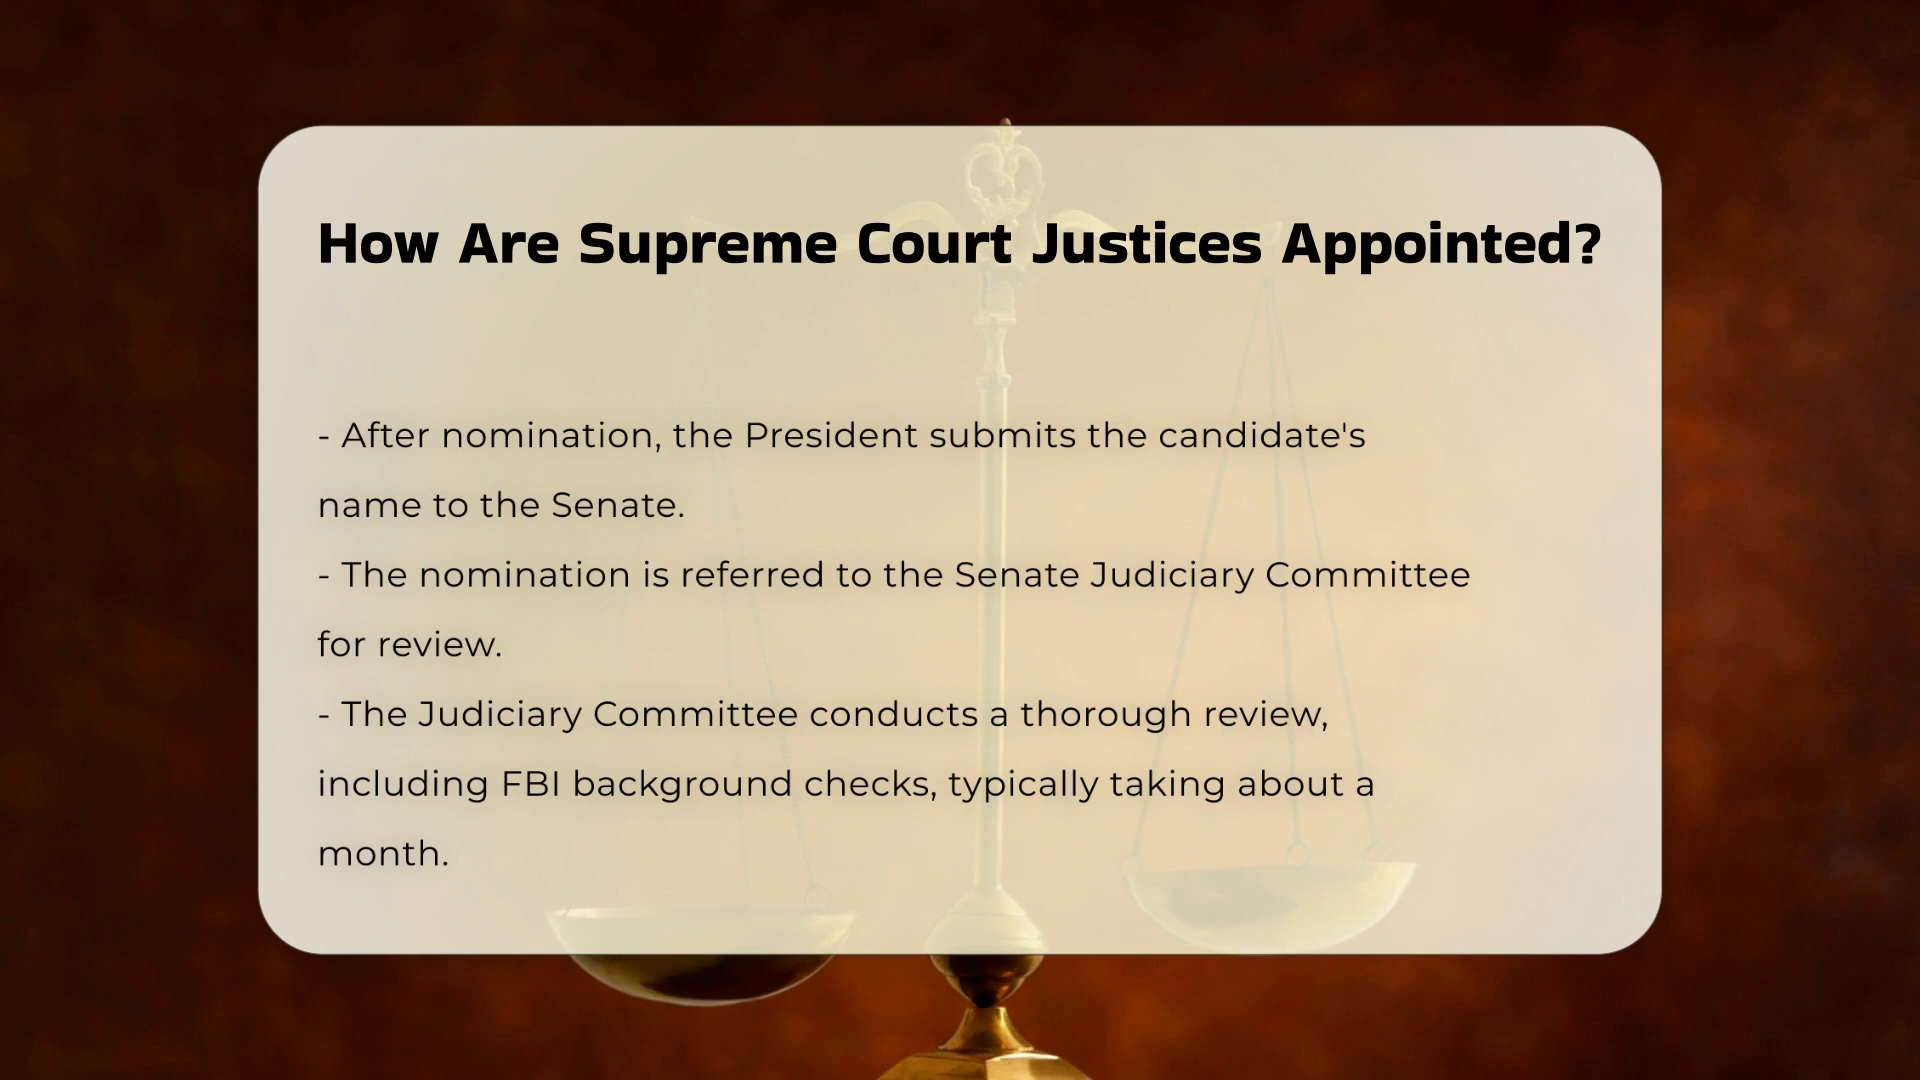 How Are Supreme Court Justices Appointed?
- After nomination, the President submits the candidate's
name to the Senate.
- The nomination is referred to the Senate Judiciary Committee
for review.
- The Judiciary Committee conducts a thorough review,
including FBI background checks, typically taking about a
month.